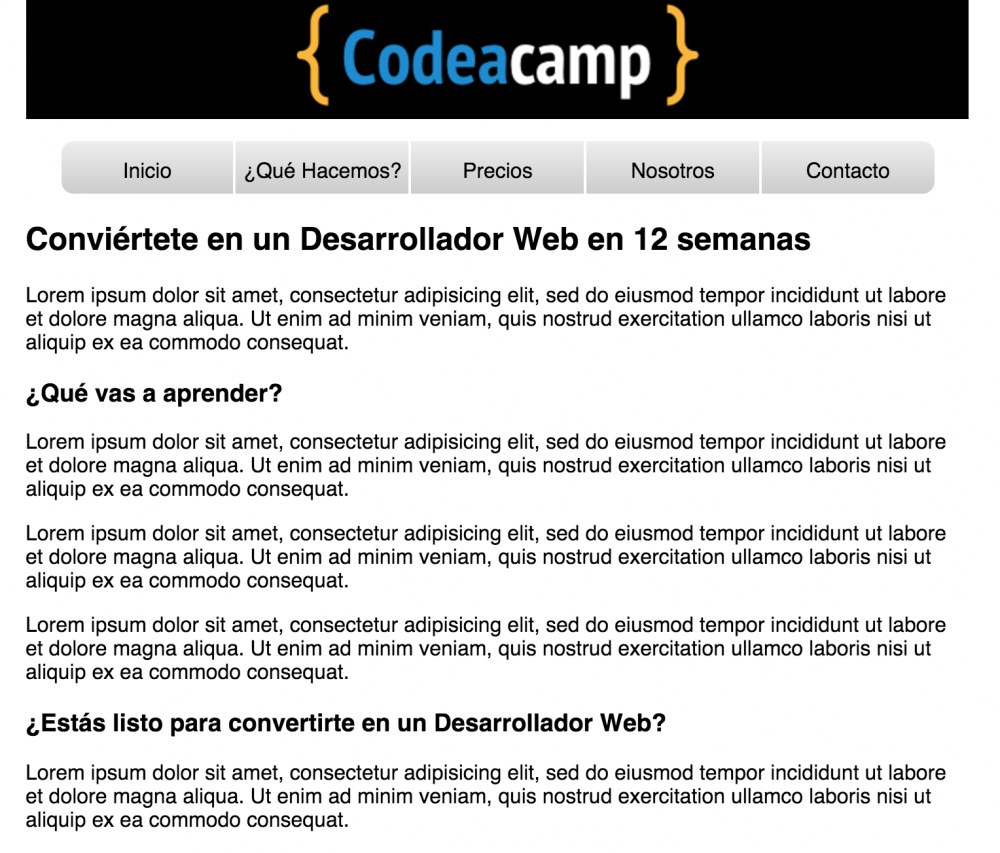 { Codeacamp }
Inicio ¿Qué Hacemos? Precios Nosotros Contacto
Conviértete en un Desarrollador Web en 12 semanas
Lorem ipsum dolor sit amet, consectetur adipisicing elit, sed do eiusmod tempor incididunt ut labore
et dolore magna aliqua. Ut enim ad minim veniam, quis nostrud exercitation ullamco laboris nisi ut
aliquip ex ea commodo consequat.
¿Qué vas a aprender?
Lorem ipsum dolor sit amet, consectetur adipisicing elit, sed do eiusmod tempor incididunt ut labore
et dolore magna aliqua. Ut enim ad minim veniam, quis nostrud exercitation ullamco laboris nisi ut
aliquip ex ea commodo consequat.
Lorem ipsum dolor sit amet, consectetur adipisicing elit, sed do eiusmod tempor incididunt ut labore
et dolore magna aliqua. Ut enim ad minim veniam, quis nostrud exercitation ullamco laboris nisi ut
aliquip ex ea commodo consequat.
Lorem ipsum dolor sit amet, consectetur adipisicing elit, sed do eiusmod tempor incididunt ut labore
et dolore magna aliqua. Ut enim ad minim veniam, quis nostrud exercitation ullamco laboris nisi ut
aliquip ex ea commodo consequat.
¿Estás listo para convertirte en un Desarrollador Web?
Lorem ipsum dolor sit amet, consectetur adipisicing elit, sed do eiusmod tempor incididunt ut labore
et dolore magna aliqua. Ut enim ad minim veniam, quis nostrud exercitation ullamco laboris nisi ut
aliquip ex ea commodo consequat.